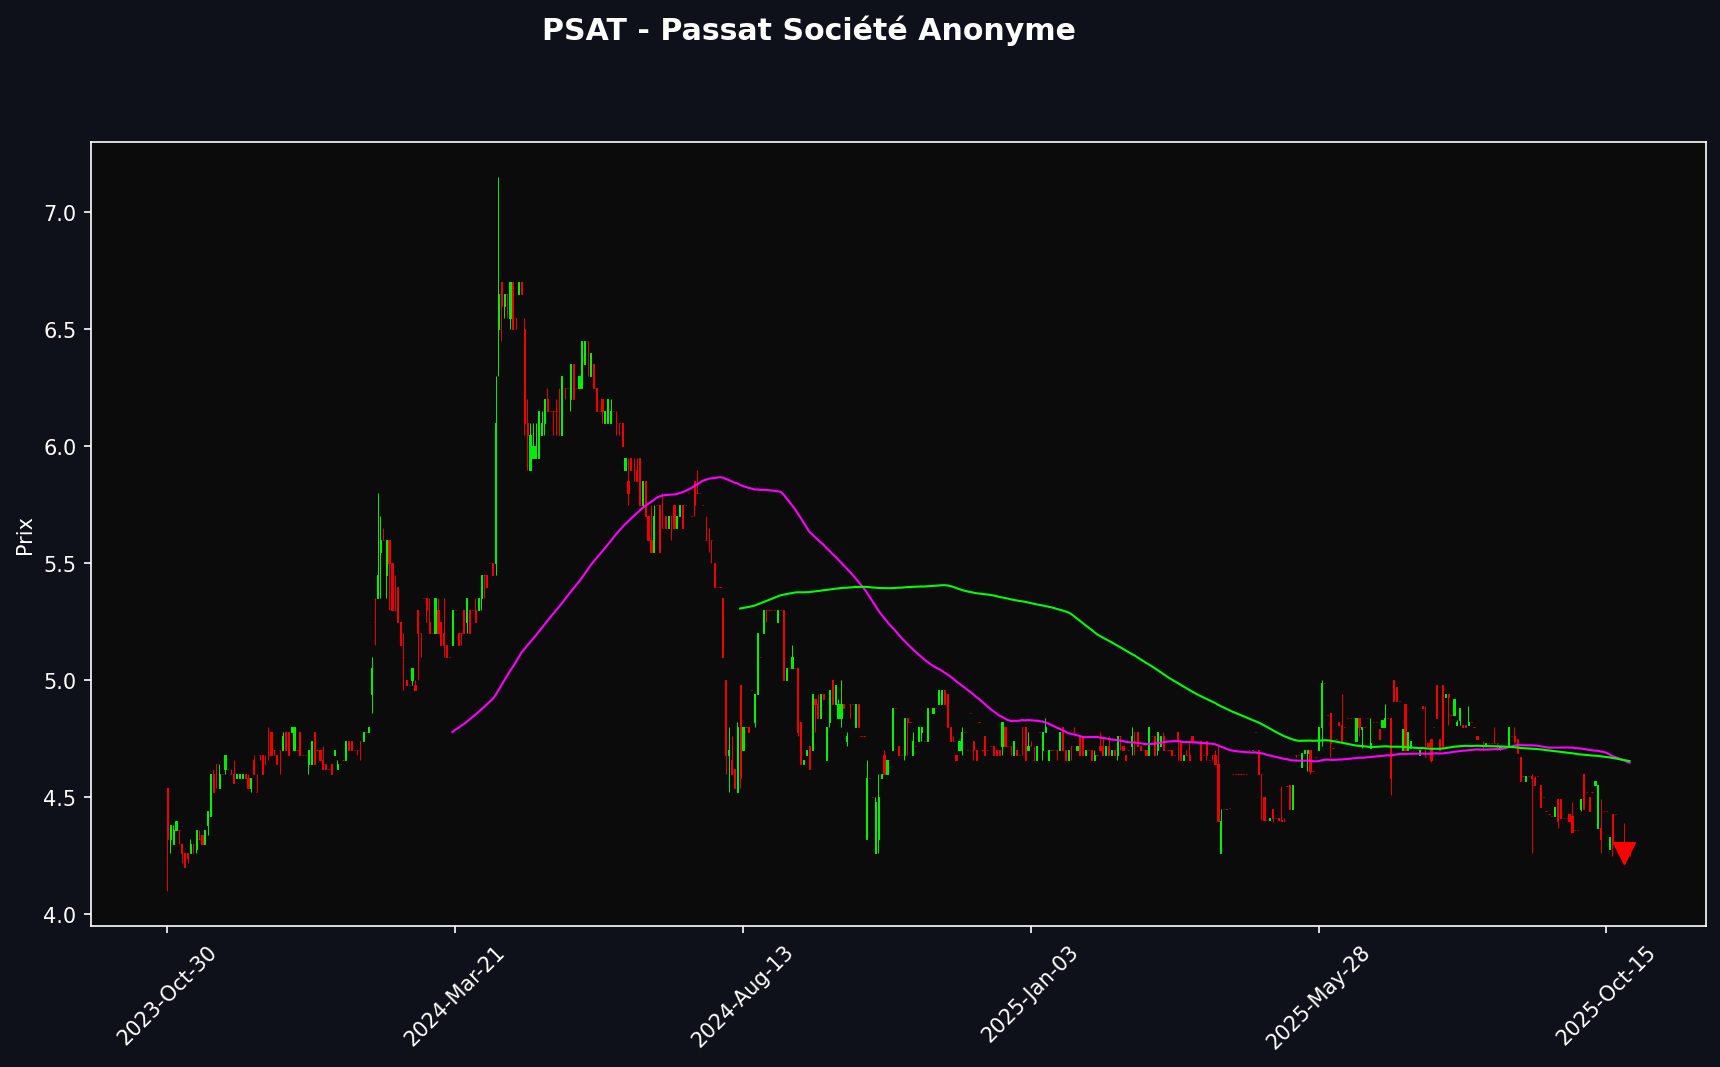 PSAT - Passat Société Anonyme
Prix
7.0
6.5
6.0
5.5
5.0
4.5
4.0
2023-Oct-30
2024-Mar-21
2024-Aug-13
2025-Jan-03
2025-May-28
2025-Oct-15